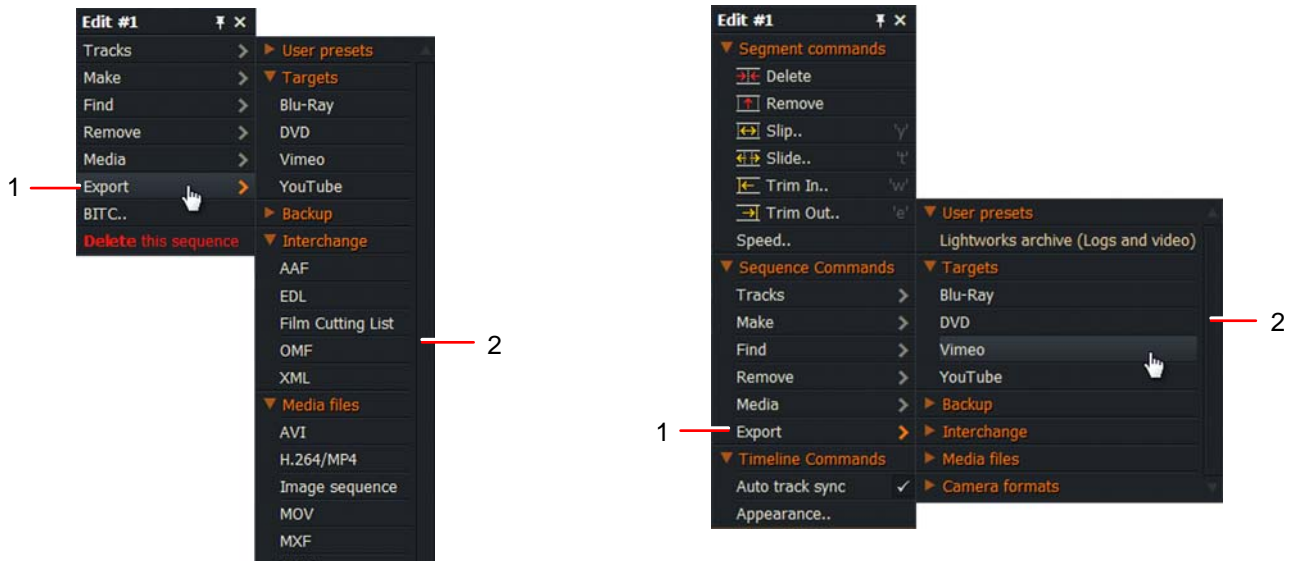 Edit #1
Tracks
Make
Find
Remove
Media
1
Export
BITC..
Delete this sequence
User presets
Targets
Blu-Ray
DVD
Vimeo
YouTube
Backup
Interchange
AAF
EDL
Film Cutting List
OMF
XML
Media files
AVI
H.264/MP4
Image sequence
MOV
MXF
2
Edit #1
Segment commands
Delete
Remove
Slip.. 'y'
Slide.. 't'
Trim In.. 'w'
Trim Out.. 'e'
Speed..
Sequence Commands
Tracks
Make
Find
Remove
Media
1
Export
Timeline Commands
Auto track sync
Appearance..
User presets
Lightworks archive (Logs and video)
Targets
Blu-Ray
DVD
Vimeo
YouTube
Backup
Interchange
Media files
Camera formats
2